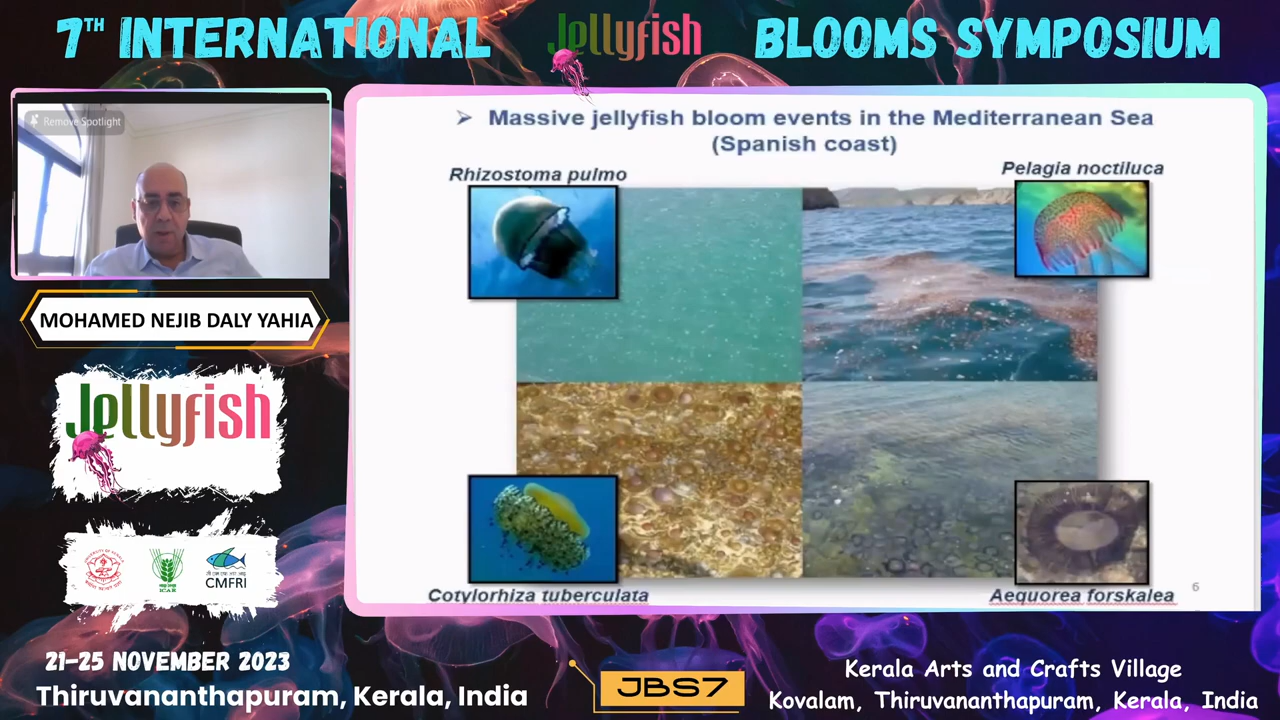 7TH INTERNATIONAL Jellyfish BLOOMS SYMPOSIUM
Remove Spotlight
MOHAMED NEJIB DALY YAHIA
Jellyfish
ICAR
CMFRI
➢ Massive jellyfish bloom events in the Mediterranean Sea
(Spanish coast)
Rhizostoma pulmo
Pelagia noctiluca
Cotylorhiza tuberculata
Aequorea forskalea
6
21-25 NOVEMBER 2023
Thiruvananthapuram, Kerala, India
JBS7
Kerala Arts and Crafts Village
Kovalam, Thiruvananthapuram, Kerala, India